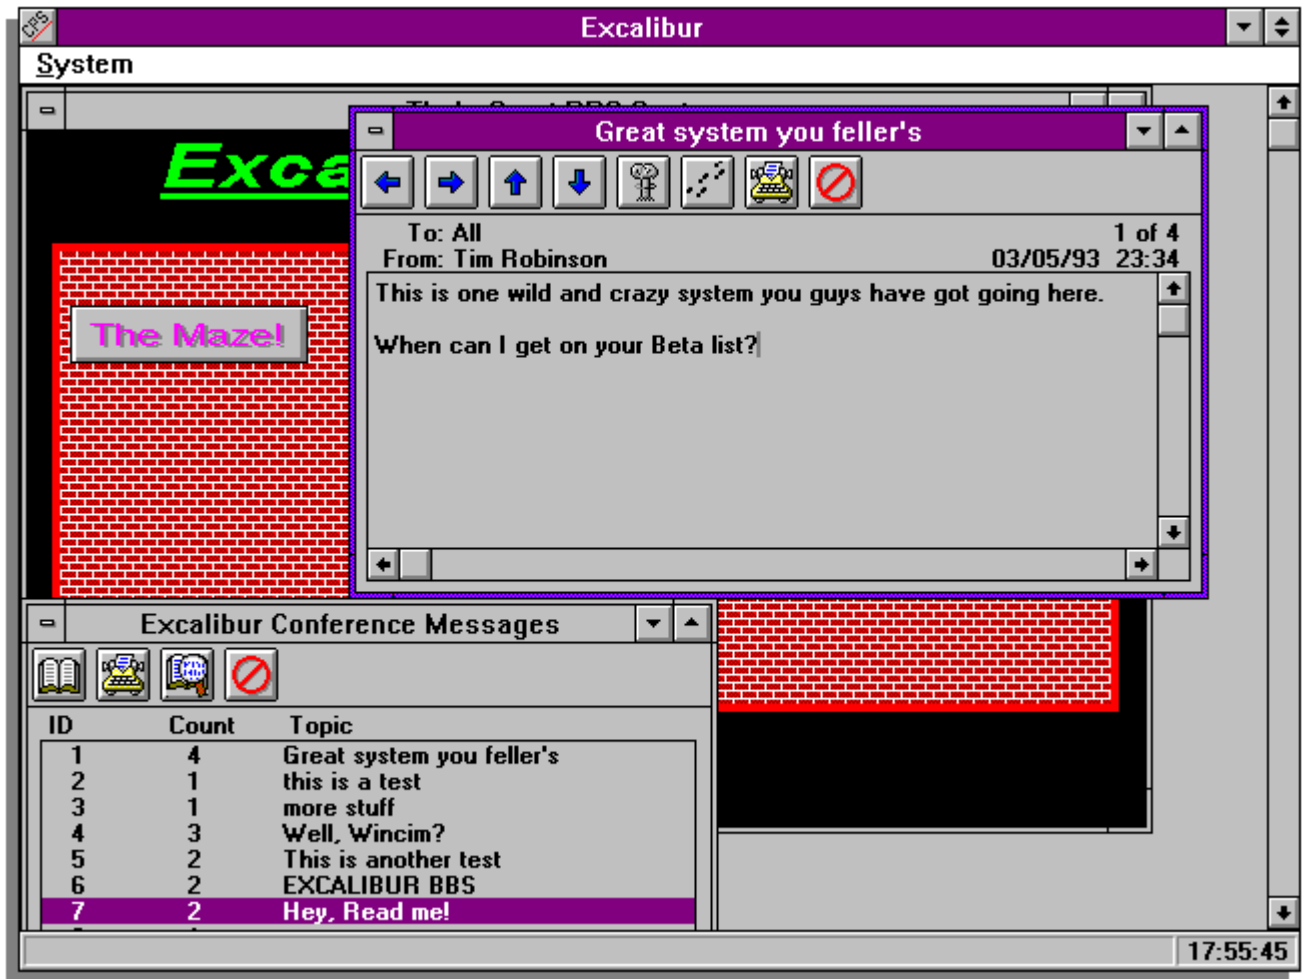 CPS
Excalibur
System
Great system you feller's
Exca
To: All
1 of 4
From: Tim Robinson
03/05/93 23:34
This is one wild and crazy system you guys have got going here.
When can I get on your Beta list?
The Maze!
Excalibur Conference Messages
ID Count Topic
1 4 Great system you feller's
2 1 this is a test
3 1 more stuff
4 3 Well, Wincim?
5 2 This is another test
6 2 EXCALIBUR BBS
7 2 Hey, Read me!
17:55:45